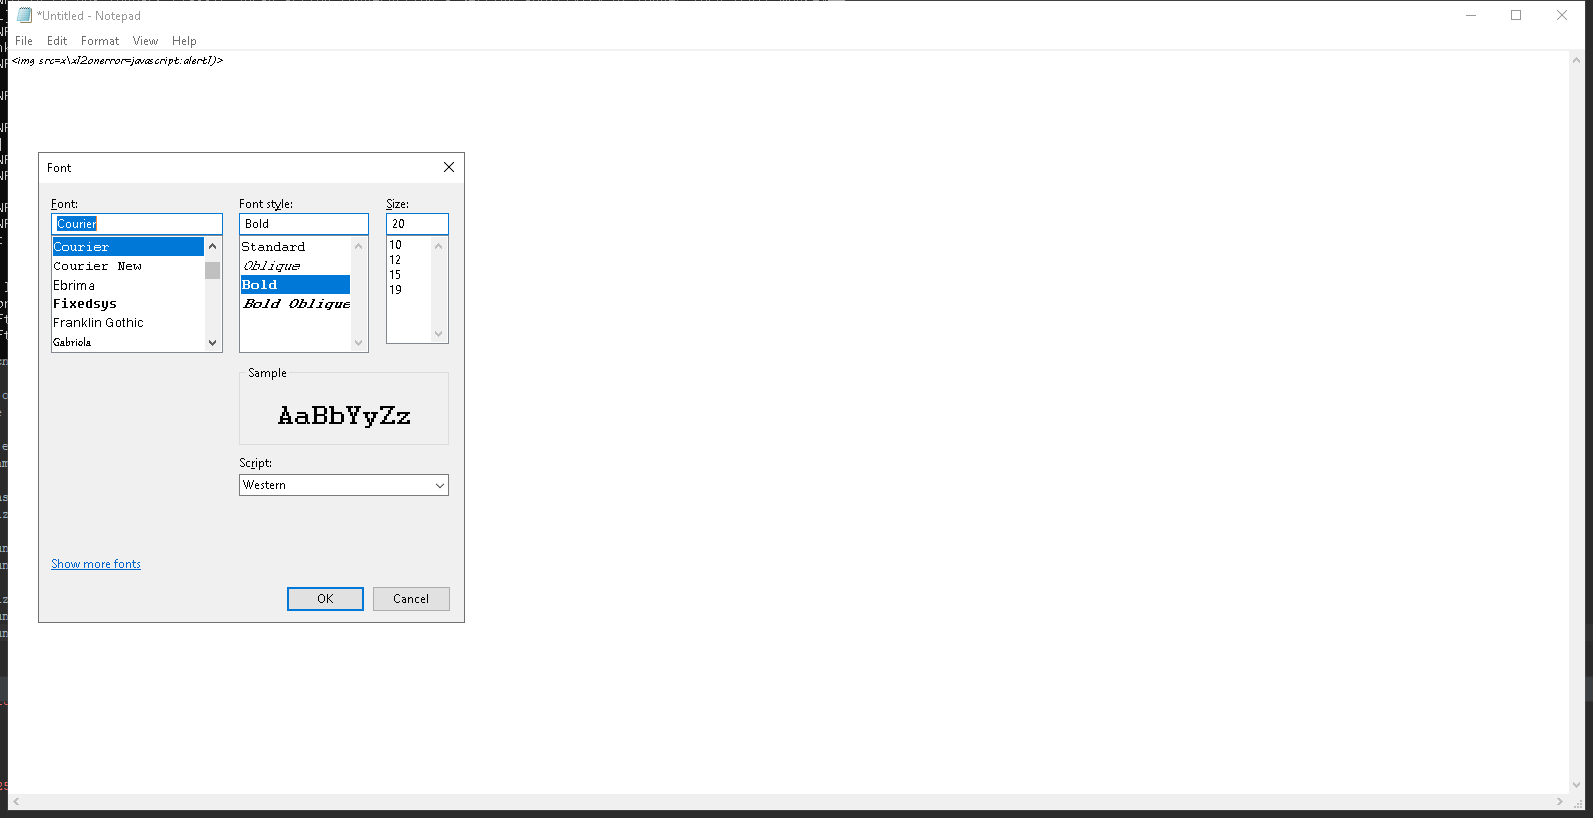 *Untitled - Notepad
File Edit Format View Help
<img src=x\x12onerror=javascript:alert1)>
Font
Font: Font style: Size:
Courier Bold 20
Courier Standard 10
Courier New Oblique 12
Ebrima Bold 15
Fixedsys Bold Oblique 19
Franklin Gothic
Gabriola
Sample
AaBbYyZz
Script:
Western
Show more fonts
OK Cancel